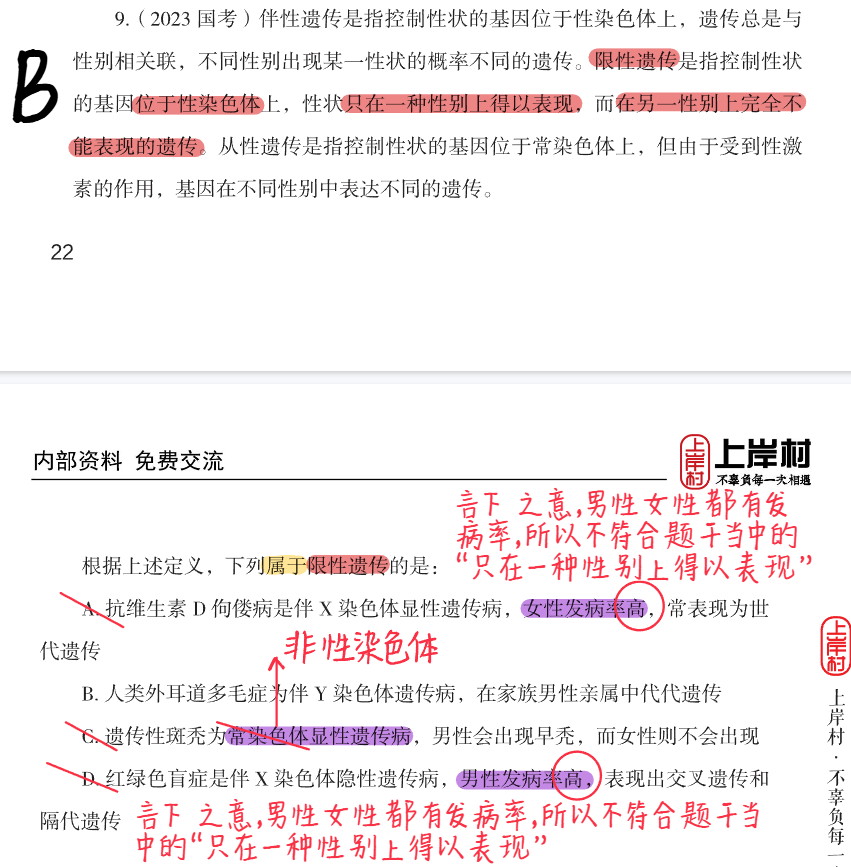 9.（2023 国考）伴性遗传是指控制性状的基因位于性染色体上，遗传总是与
性别相关联，不同性别出现某一性状的概率不同的遗传。限性遗传是指控制性状
B
的基因位于性染色体上，性状只在一种性别上得以表现，而在另一性别上完全不
能表现的遗传。从性遗传是指控制性状的基因位于常染色体上，但由于受到性激
素的作用，基因在不同性别中表达不同的遗传。
22
内部资料 免费交流
上岸村
上岸村
不辜负每一次相遇
言下之意,男性女性都有发
病率,所以不符合题干当中的
“只在一种性别上得以表现”
根据上述定义，下列属于限性遗传的是：
A. 抗维生素 D 佝偻病是伴 X 染色体显性遗传病，女性发病率高，常表现为世
代遗传
非性染色体
B. 人类外耳道多毛症为伴 Y 染色体遗传病，在家族男性亲属中代代遗传
C. 遗传性斑秃为常染色体显性遗传病，男性会出现早秃，而女性则不会出现
D. 红绿色盲症是伴 X 染色体隐性遗传病，男性发病率高，表现出交叉遗传和
隔代遗传
言下之意,男性女性都有发病率,所以不符合题干当
中的“只在一种性别上得以表现”
上岸村
上岸村·不辜负每一